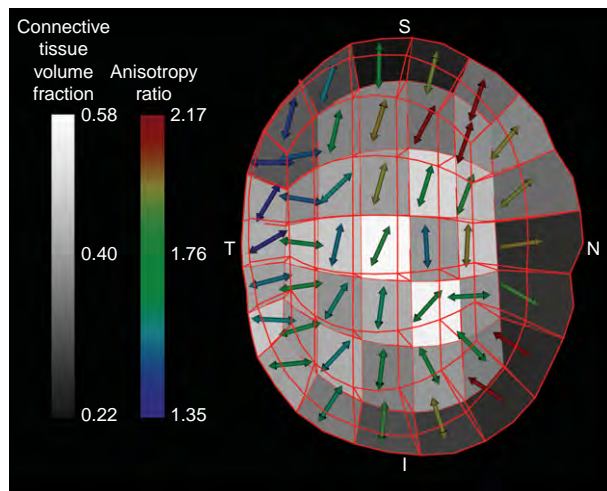 Connective
tissue
volume
fraction
Anisotropy
ratio
0.58
0.40
0.22
2.17
1.76
1.35
S
T
N
I